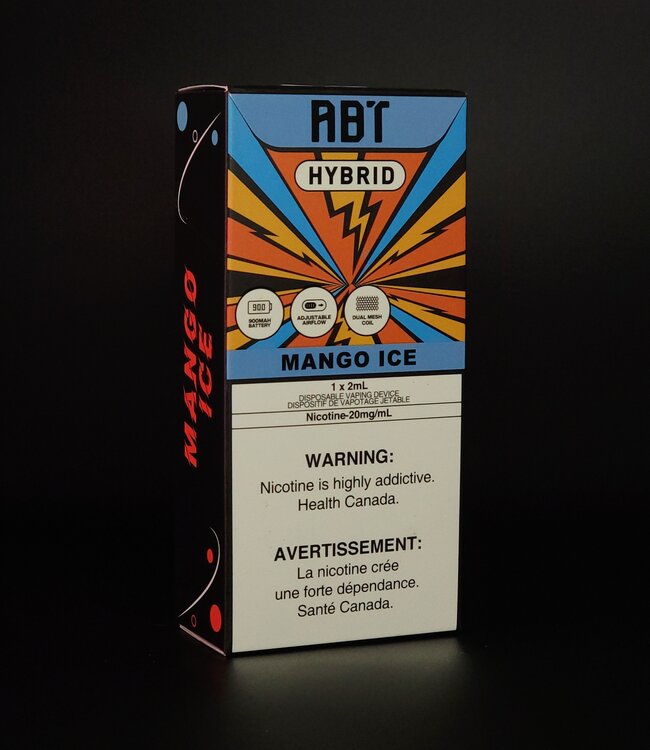 ABT
HYBRID
900
900MAH
BATTERY
ADJUSTABLE
AIRFLOW
DUAL MESH
COIL
MANGO ICE
1 x 2mL
DISPOSABLE VAPING DEVICE
DISPOSITIF DE VAPOTAGE JETABLE
Nicotine-20mg/mL
WARNING:
Nicotine is highly addictive.
Health Canada.
AVERTISSEMENT:
La nicotine crée
une forte dépendance.
Santé Canada.
MANGO
ICE